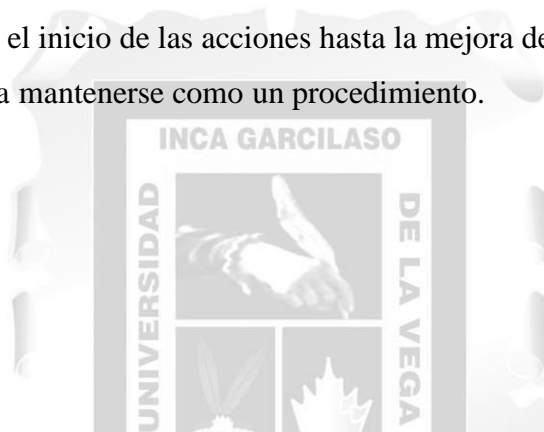 el inicio de las acciones hasta la mejora de
a mantenerse como un procedimiento.
INCA GARCILASO
UNIVERSIDAD
DE LA VEGA